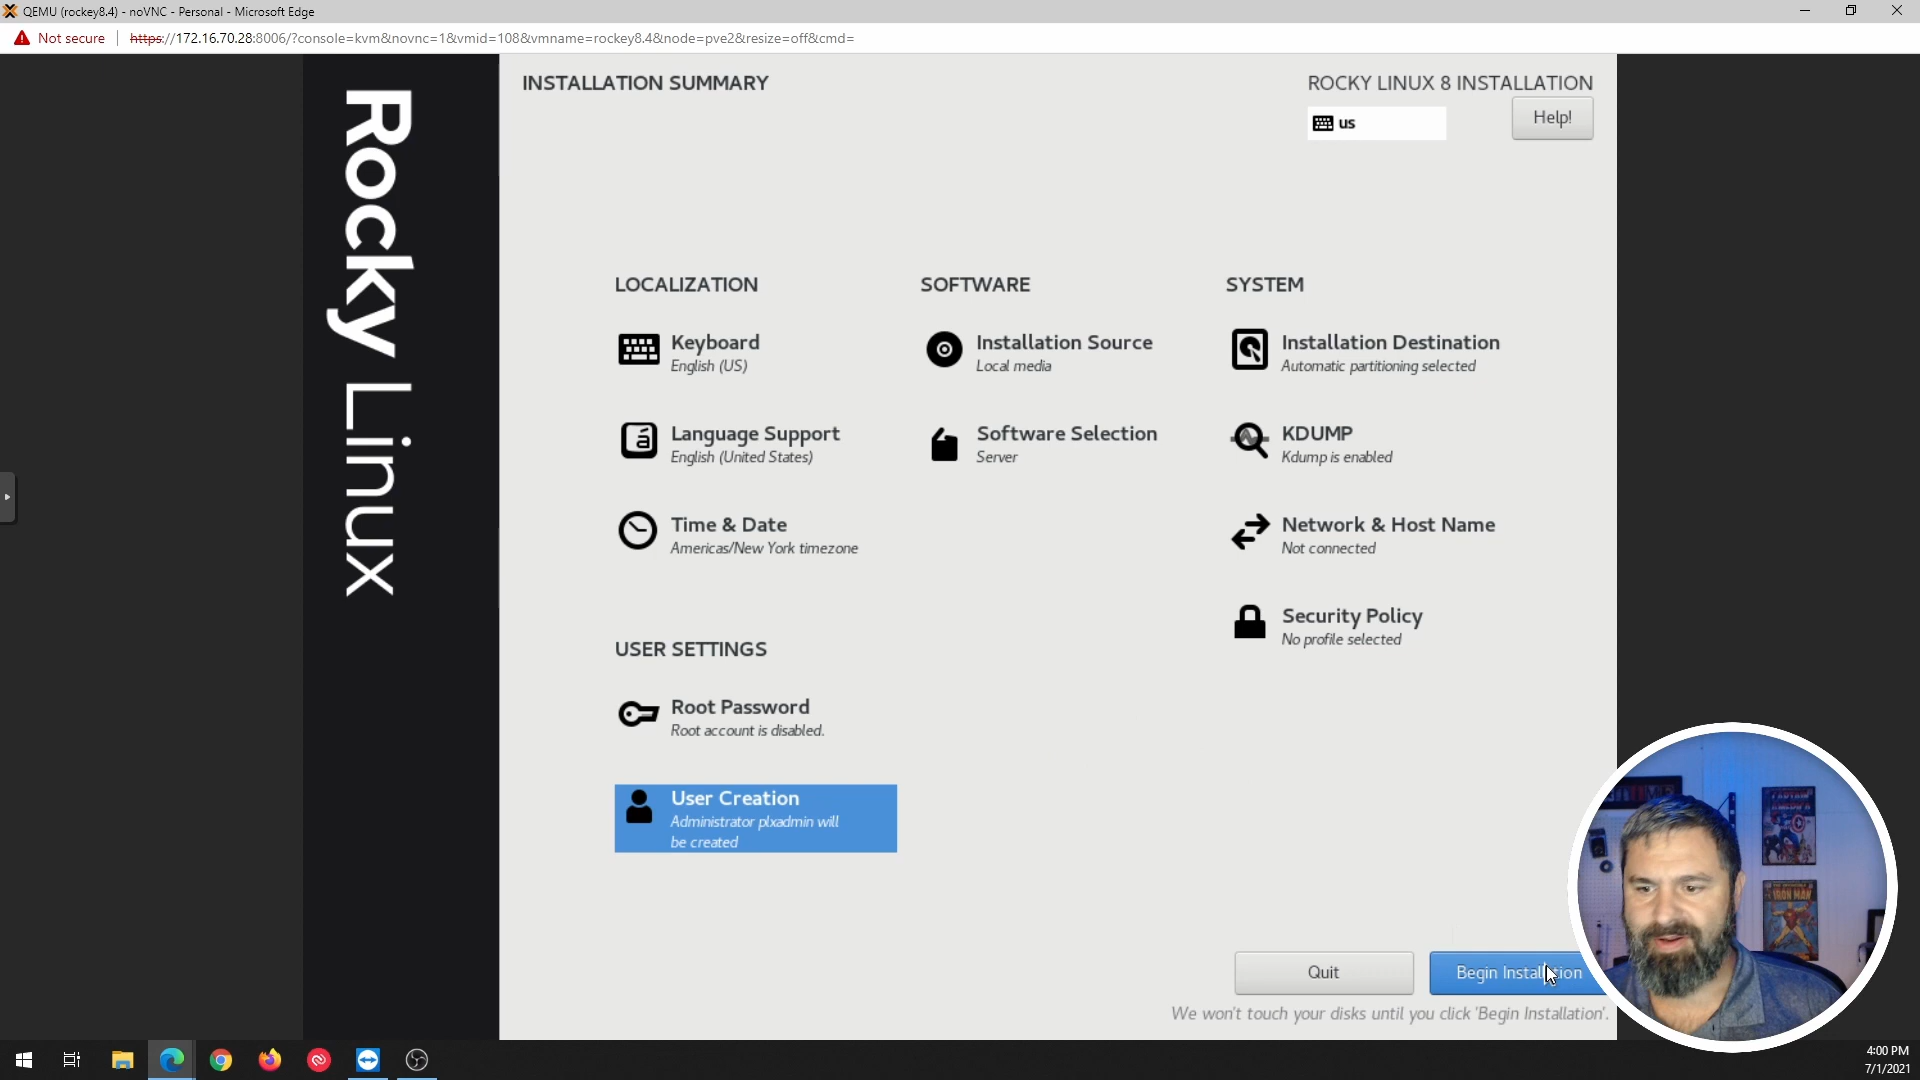 QEMU (rockey8.4) - noVNC - Personal - Microsoft Edge
Not secure
https://172.16.70.28:8006/?console=kvm&novnc=1&vmid=108&vmname=rockey8.4&node=pve2&resize=off&cmd=
Rocky Linux
INSTALLATION SUMMARY
ROCKY LINUX 8 INSTALLATION
us
Help!
LOCALIZATION
Keyboard
English (US)
Language Support
English (United States)
Time & Date
Americas/New York timezone
SOFTWARE
Installation Source
Local media
Software Selection
Server
SYSTEM
Installation Destination
Automatic partitioning selected
KDUMP
Kdump is enabled
Network & Host Name
Not connected
Security Policy
No profile selected
USER SETTINGS
Root Password
Root account is disabled.
User Creation
Administrator plxadmin will
be created
Quit
Begin Installation
We won't touch your disks until you click 'Begin Installation'.
CAPTAIN AMERICA
IRON MAN
4:00 PM
7/1/2021